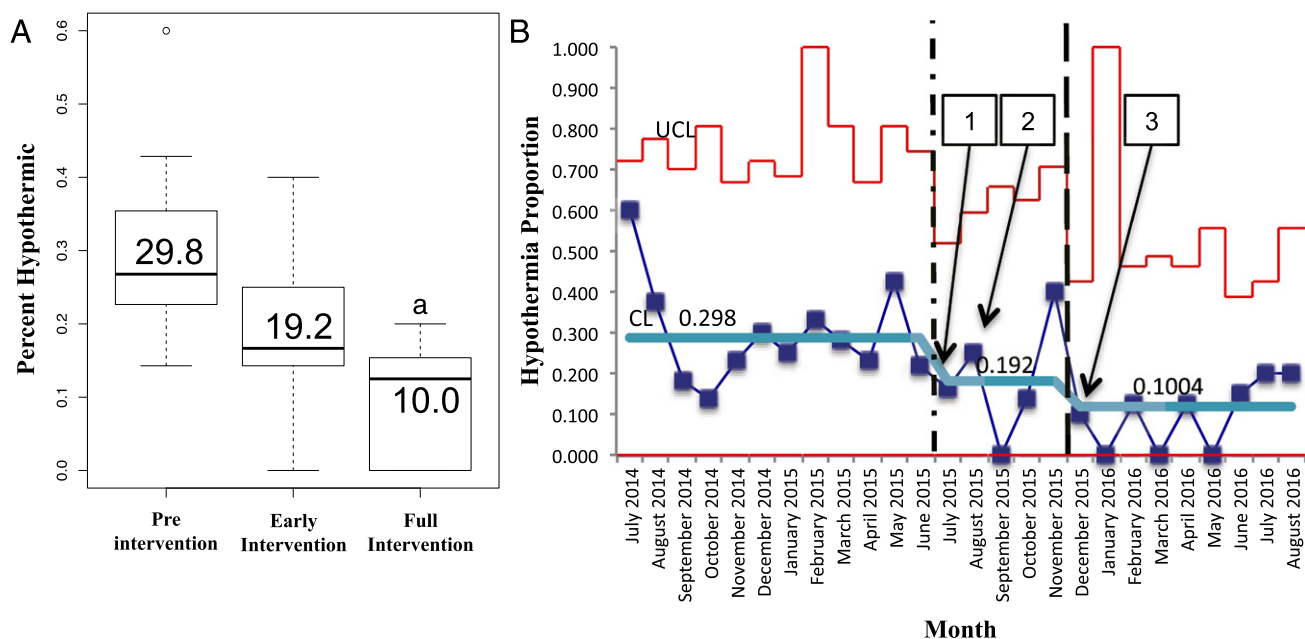 A
Percent Hypothermic
0.6
0.5
0.4
0.3
0.2
0.1
0.0
29.8
19.2
a
10.0
Pre
intervention
Early
Intervention
Full
Intervention
B
Hypothermia Proportion
1.000
0.900
0.800
0.700
0.600
0.500
0.400
0.300
0.200
0.100
0.000
UCL
1
2
3
CL 0.298
0.192
0.1004
July 2014
August 2014
September 2014
October 2014
November 2014
December 2014
January 2015
February 2015
March 2015
April 2015
May 2015
June 2015
July 2015
August 2015
September 2015
October 2015
November 2015
December 2015
January 2016
February 2016
March 2016
April 2016
May 2016
June 2016
July 2016
August 2016
Month